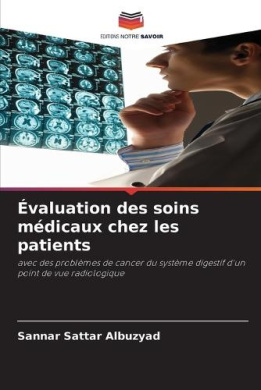 EDITIONS NOTRE SAVOIR
Évaluation des soins
médicaux chez les
patients
avec des problèmes de cancer du système digestif d'un
point de vue radiologique
Sannar Sattar Albuzyad